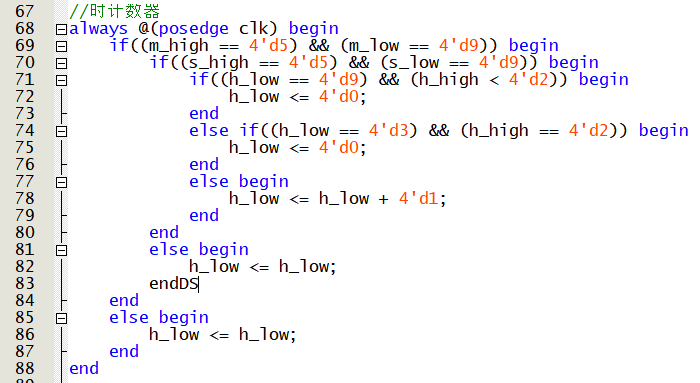 67 //时计数器
68 always @(posedge clk) begin
69     if((m_high == 4'd5) && (m_low == 4'd9)) begin
70         if((s_high == 4'd5) && (s_low == 4'd9)) begin
71             if((h_low == 4'd9) && (h_high < 4'd2)) begin
72                 h_low <= 4'd0;
73             end
74             else if((h_low == 4'd3) && (h_high == 4'd2)) begin
75                 h_low <= 4'd0;
76             end
77             else begin
78                 h_low <= h_low + 4'd1;
79             end
80         end
81         else begin
82             h_low <= h_low;
83         endDS
84     end
85     else begin
86         h_low <= h_low;
87     end
88 end